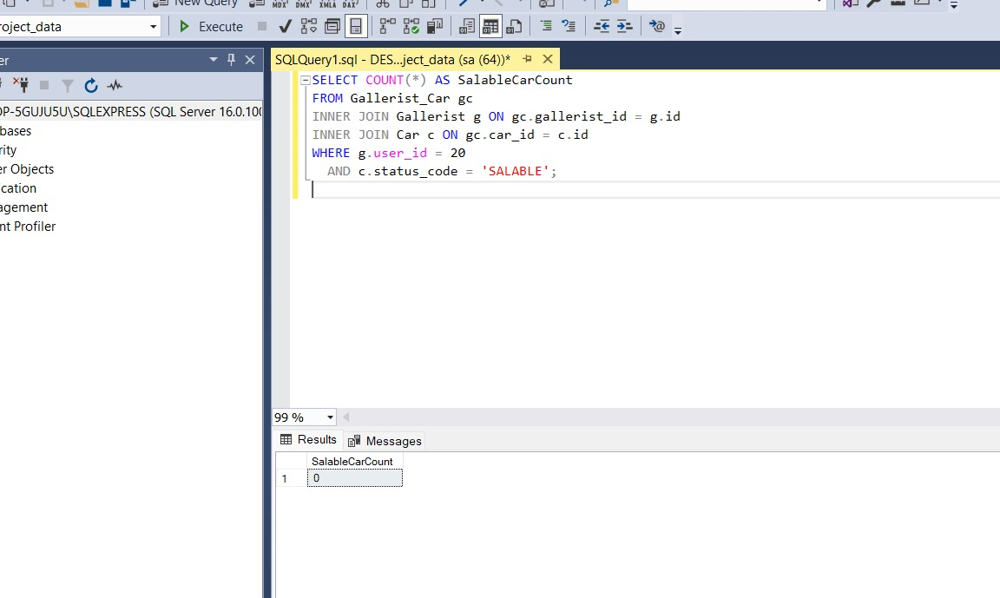 New Query
MDX DMX XMLA DAX
roject_data
Execute
er
SQLQuery1.sql - DES...ject_data (sa (64))*
OP-5GUJU5U\SQLEXPRESS (SQL Server 16.0.100
bases
rity
er Objects
cation
agement
nt Profiler
SELECT COUNT(*) AS SalableCarCount
FROM Gallerist_Car gc
INNER JOIN Gallerist g ON gc.gallerist_id = g.id
INNER JOIN Car c ON gc.car_id = c.id
WHERE g.user_id = 20
AND c.status_code = 'SALABLE';
99 %
Results
Messages
SalableCarCount
1 0